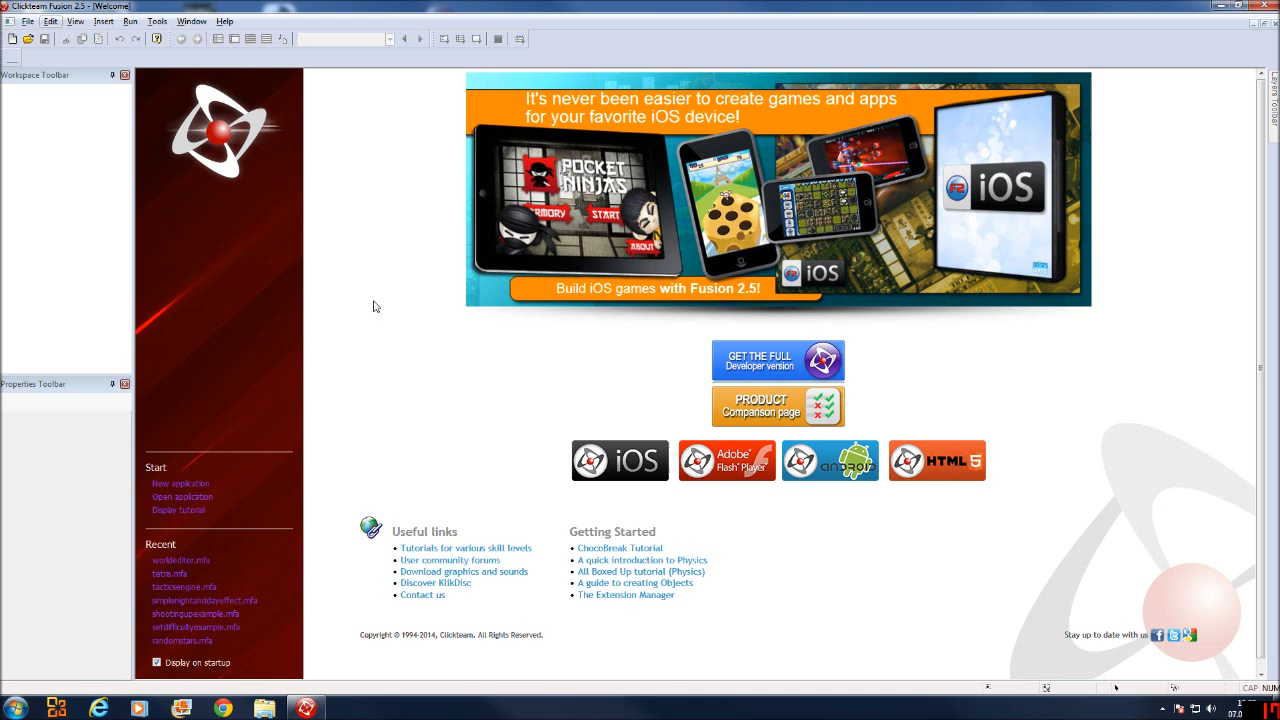 Clickteam Fusion 2.5 - [Welcome]
File Edit View Insert Run Tools Window Help
Workspace Toolbar
Properties Toolbar
Layers Toolbar
It's never been easier to create games and apps
for your favorite iOS device!
POCKET
NINJAS
ARMORY
START
ABOUT
iOS
iOS
Build iOS games with Fusion 2.5!
GET THE FULL
Developer version
PRODUCT
Comparison page
iOS
Adobe
Flash Player
ANDROID
HTML 5
Start
New application
Open application
Display tutorial
Recent
worldeditor.mfa
tetris.mfa
tacticsengine.mfa
simplenightanddayeffect.mfa
shootingupexample.mfa
setdifficultyexample.mfa
randomstars.mfa
Display on startup
Useful links
• Tutorials for various skill levels
• User community forums
• Download graphics and sounds
• Discover KlikDisc
• Contact us
Getting Started
• ChocoBreak Tutorial
• A quick introduction to Physics
• All Boxed Up tutorial (Physics)
• A guide to creating Objects
• The Extension Manager
Copyright © 1994-2014, Clickteam. All Rights Reserved.
Stay up to date with us
CAP NUM